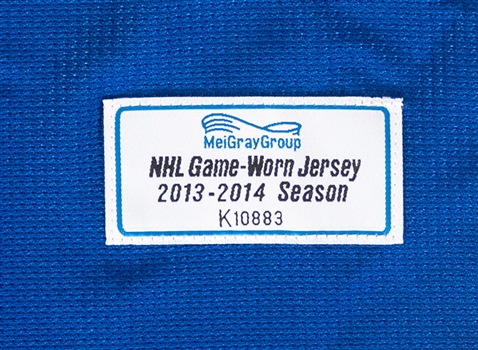 MeiGrayGroup
NHL Game-Worn Jersey
2013-2014 Season
K10883